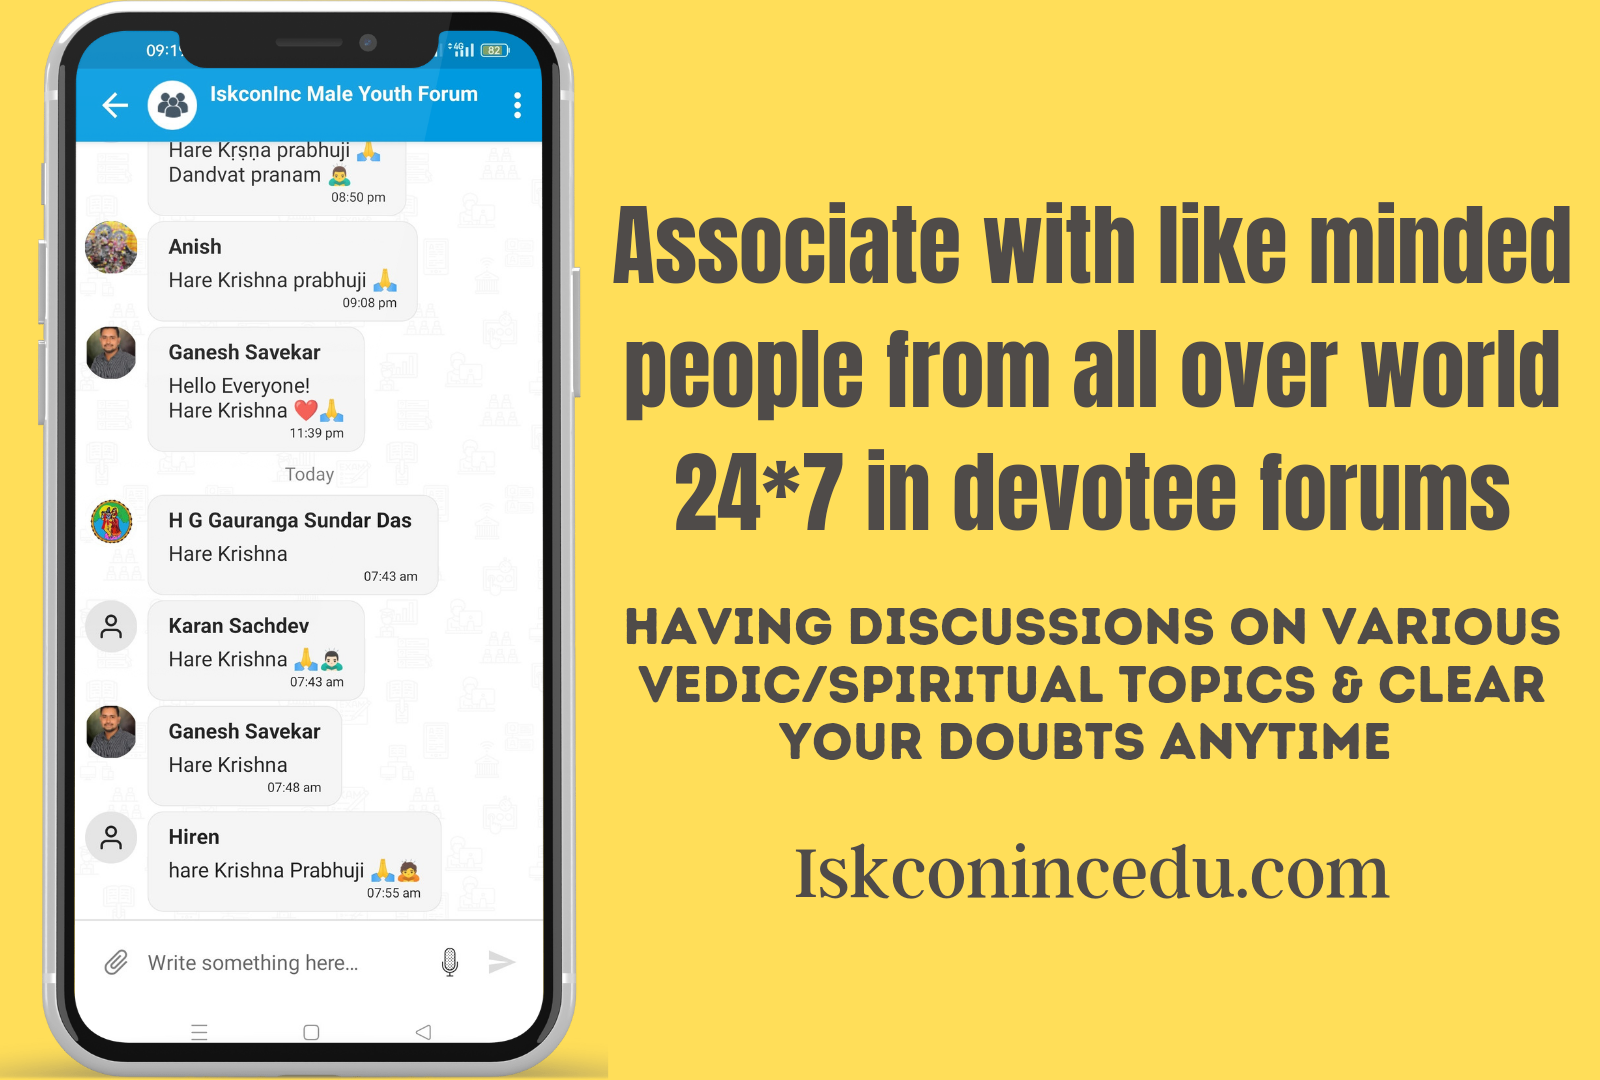 09:1
4G
82
IskconInc Male Youth Forum
Hare Kṛṣṇa prabhuji 🙏
Dandvat pranam 🙇‍♂️
08:50 pm
Anish
Hare Krishna prabhuji 🙏
09:08 pm
Ganesh Savekar
Hello Everyone!
Hare Krishna ❤️🙏
11:39 pm
Today
H G Gauranga Sundar Das
Hare Krishna
07:43 am
Karan Sachdev
Hare Krishna 🙏🙇🏻‍♂️
07:43 am
Ganesh Savekar
Hare Krishna
07:48 am
Hiren
hare Krishna Prabhuji 🙏🙇
07:55 am
Write something here...
Associate with like minded
people from all over world
24*7 in devotee forums
HAVING DISCUSSIONS ON VARIOUS
VEDIC/SPIRITUAL TOPICS & CLEAR
YOUR DOUBTS ANYTIME
Iskconincedu.com